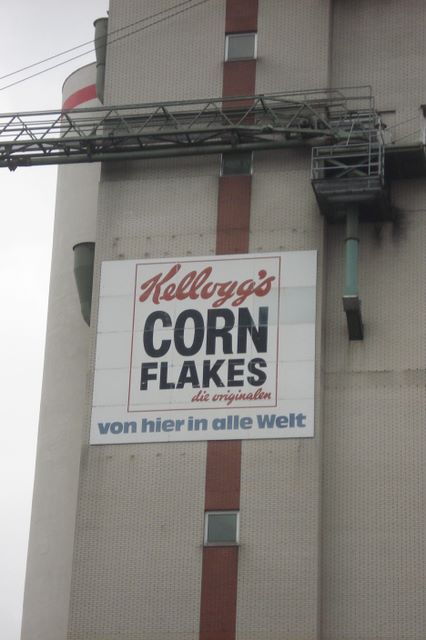 Kellogg's
CORN
FLAKES
die originalen
von hier in alle Welt